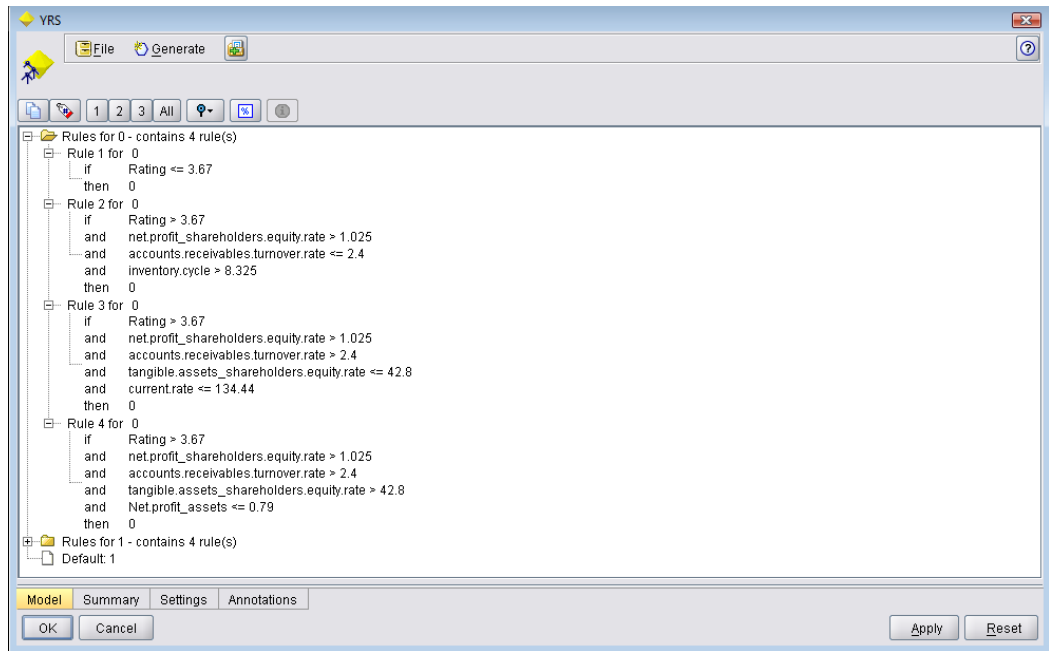 YRS
File Generate
1 2 3 All %
Rules for 0 - contains 4 rule(s)
Rule 1 for 0
if Rating <= 3.67
then 0
Rule 2 for 0
if Rating > 3.67
and net.profit_shareholders.equity.rate > 1.025
and accounts.receivables.turnover.rate <= 2.4
and inventory.cycle > 8.325
then 0
Rule 3 for 0
if Rating > 3.67
and net.profit_shareholders.equity.rate > 1.025
and accounts.receivables.turnover.rate > 2.4
and tangible.assets_shareholders.equity.rate <= 42.8
and current.rate <= 134.44
then 0
Rule 4 for 0
if Rating > 3.67
and net.profit_shareholders.equity.rate > 1.025
and accounts.receivables.turnover.rate > 2.4
and tangible.assets_shareholders.equity.rate > 42.8
and Net.profit_assets <= 0.79
then 0
Rules for 1 - contains 4 rule(s)
Default: 1
Model Summary Settings Annotations
OK Cancel Apply Reset